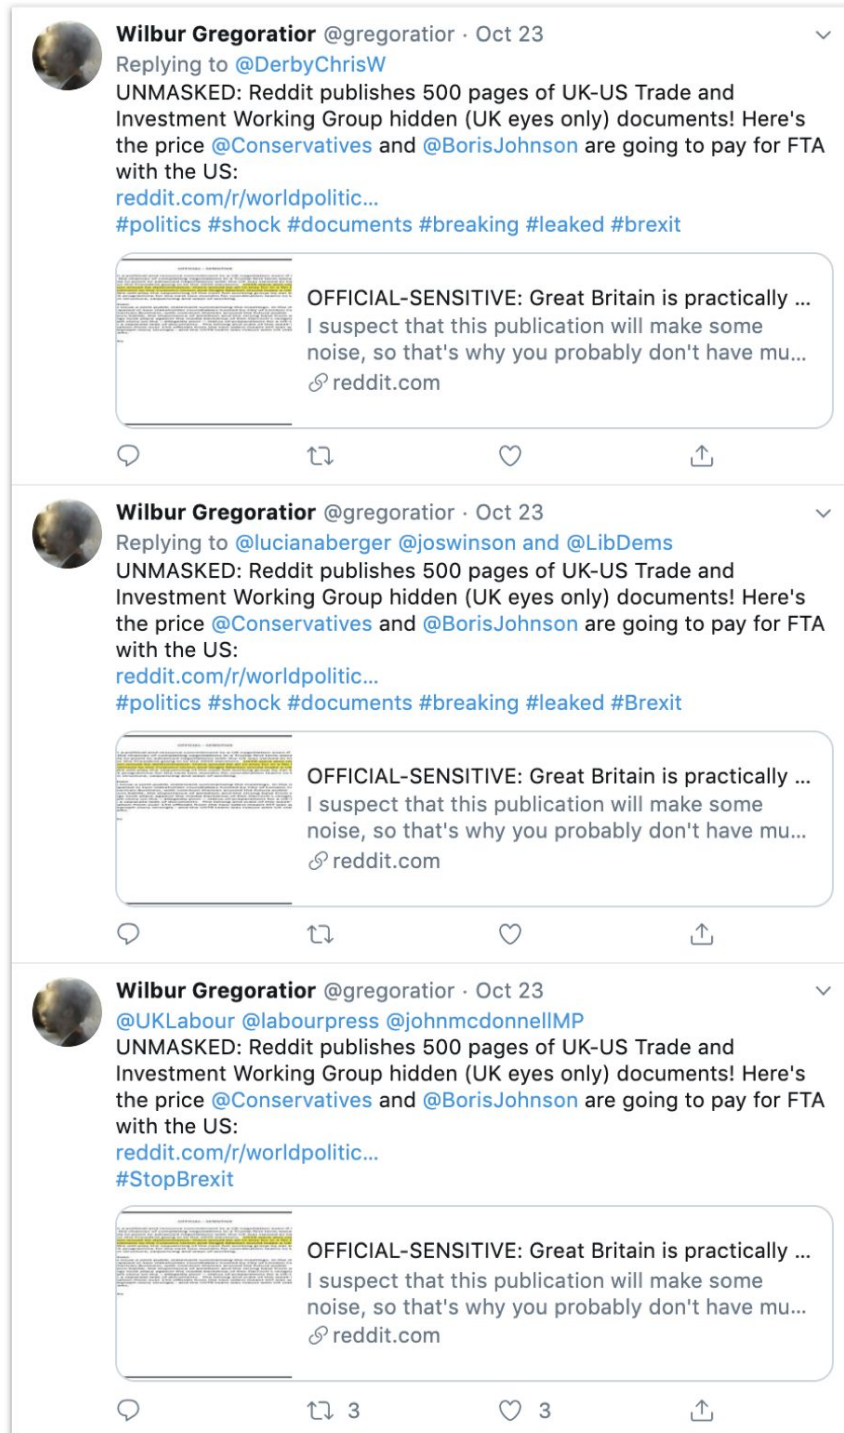 Wilbur Gregoratior @gregoratior · Oct 23
Replying to @DerbyChrisW
UNMASKED: Reddit publishes 500 pages of UK-US Trade and
Investment Working Group hidden (UK eyes only) documents! Here's
the price @Conservatives and @BorisJohnson are going to pay for FTA
with the US:
reddit.com/r/worldpolitic...
#politics #shock #documents #breaking #leaked #brexit
OFFICIAL - SENSITIVE
OFFICIAL-SENSITIVE: Great Britain is practically ...
I suspect that this publication will make some
noise, so that's why you probably don't have mu...
reddit.com
Wilbur Gregoratior @gregoratior · Oct 23
Replying to @lucianaberger @joswinson and @LibDems
UNMASKED: Reddit publishes 500 pages of UK-US Trade and
Investment Working Group hidden (UK eyes only) documents! Here's
the price @Conservatives and @BorisJohnson are going to pay for FTA
with the US:
reddit.com/r/worldpolitic...
#politics #shock #documents #breaking #leaked #Brexit
OFFICIAL-SENSITIVE: Great Britain is practically ...
I suspect that this publication will make some
noise, so that's why you probably don't have mu...
reddit.com
Wilbur Gregoratior @gregoratior · Oct 23
@UKLabour @labourpress @johnmcdonnellMP
UNMASKED: Reddit publishes 500 pages of UK-US Trade and
Investment Working Group hidden (UK eyes only) documents! Here's
the price @Conservatives and @BorisJohnson are going to pay for FTA
with the US:
reddit.com/r/worldpolitic...
#StopBrexit
OFFICIAL-SENSITIVE: Great Britain is practically ...
I suspect that this publication will make some
noise, so that's why you probably don't have mu...
reddit.com
3 3